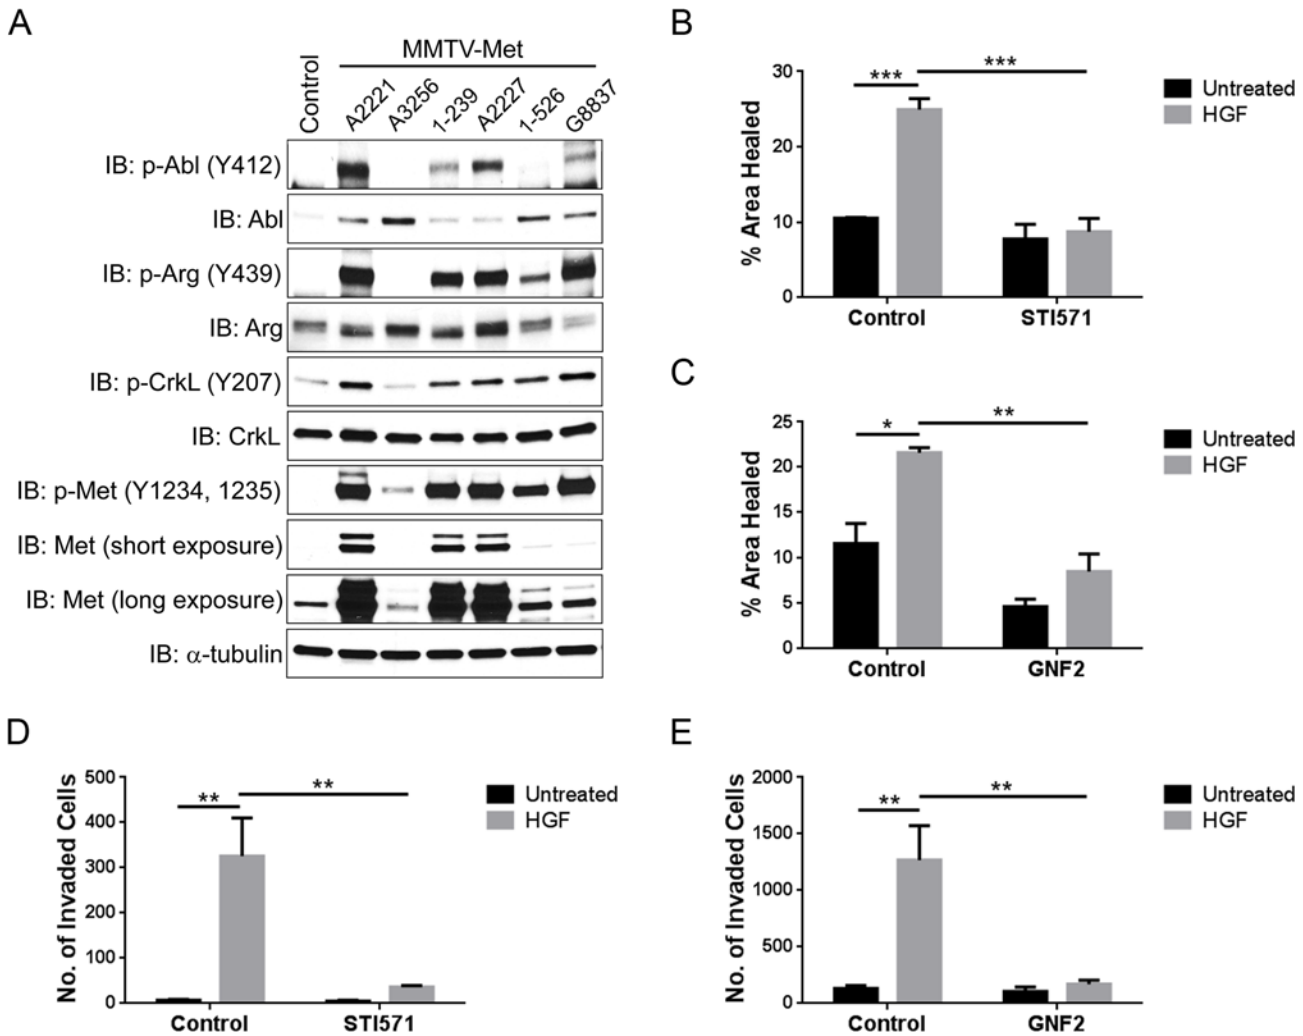 A
MMTV-Met
Control
A2221
A3256
1-239
A2227
1-526
G8837
IB: p-Abl (Y412)
IB: Abl
IB: p-Arg (Y439)
IB: Arg
IB: p-CrkL (Y207)
IB: CrkL
IB: p-Met (Y1234, 1235)
IB: Met (short exposure)
IB: Met (long exposure)
IB: α-tubulin
B
% Area Healed
30
20
10
0
***
***
Control
STI571
Untreated
HGF
C
% Area Healed
25
20
15
10
5
0
*
**
Control
GNF2
Untreated
HGF
D
No. of Invaded Cells
500
400
300
200
100
0
**
**
Control
STI571
Untreated
HGF
E
No. of Invaded Cells
2000
1500
1000
500
0
**
**
Control
GNF2
Untreated
HGF